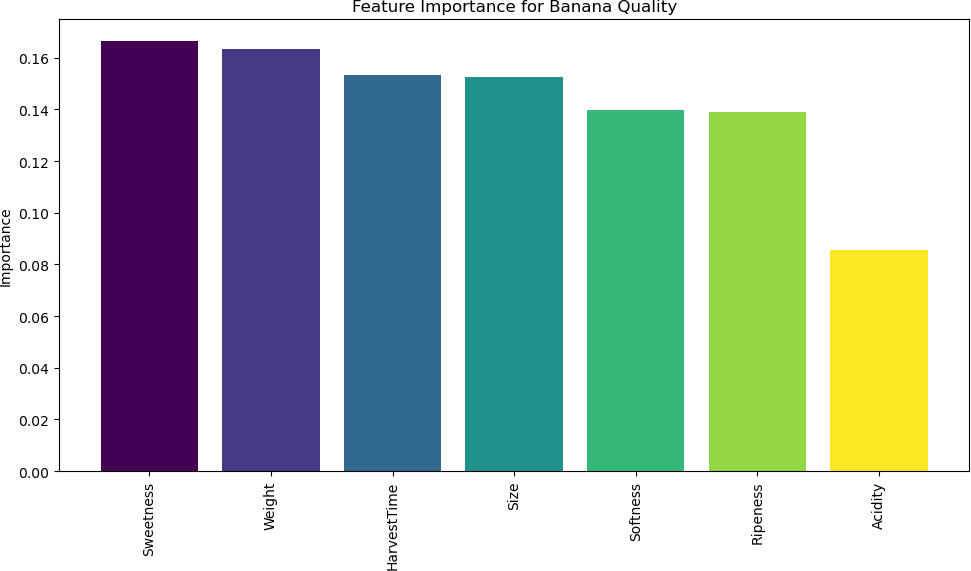 Feature Importance for Banana Quality
Importance
0.16
0.14
0.12
0.10
0.08
0.06
0.04
0.02
0.00
Sweetness
Weight
HarvestTime
Size
Softness
Ripeness
Acidity